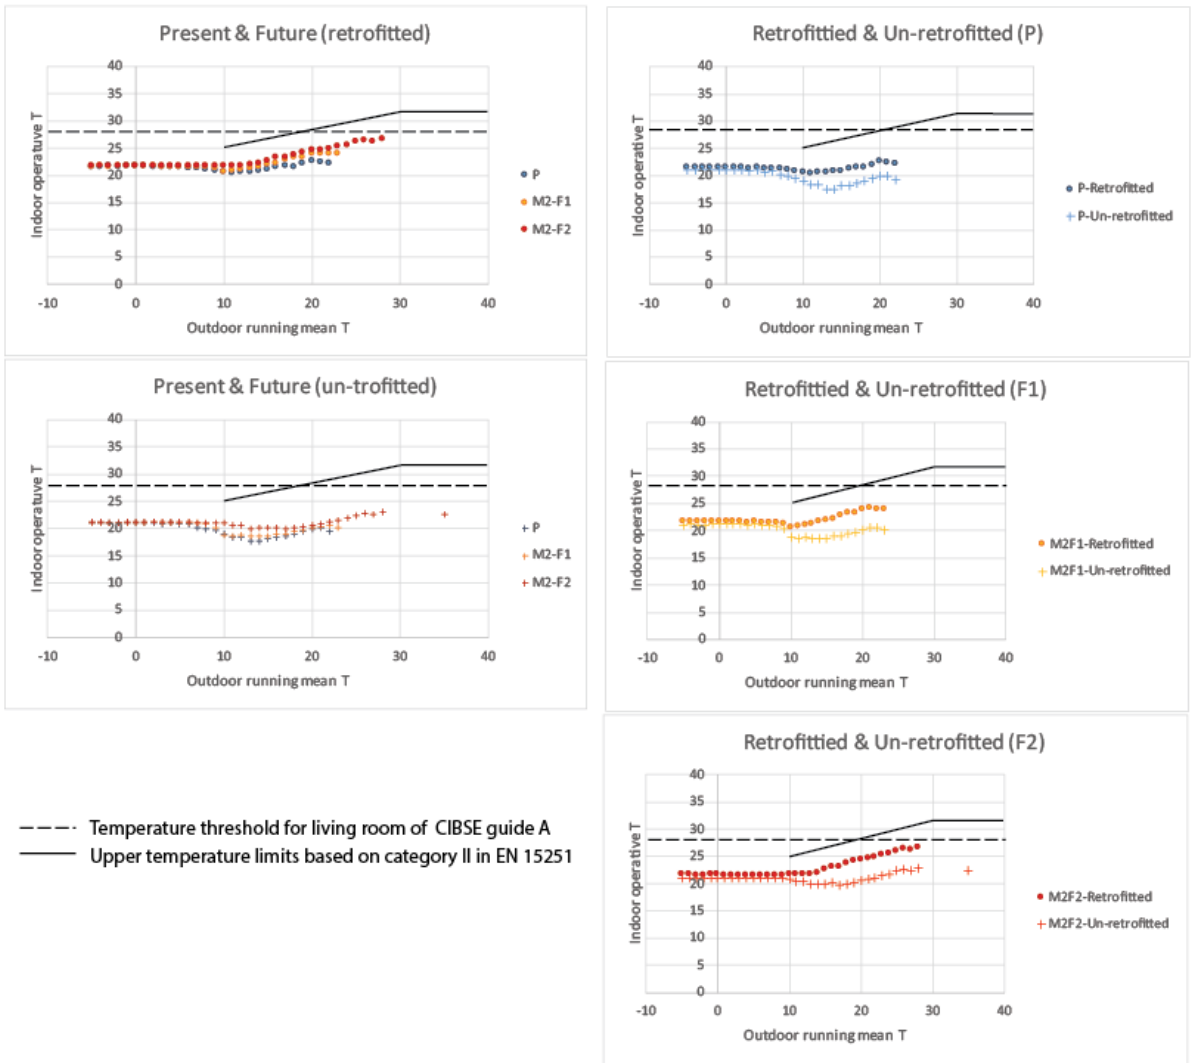 Present & Future (retrofitted)
40
35
30
25
20
15
10
5
0
-10
0
10
20
30
40
Indoor operative T
Outdoor running mean T
P
M2-F1
M2-F2
Retrofittied & Un-retrofitted (P)
40
35
30
25
20
15
10
5
0
-10
0
10
20
30
40
Indoor operative T
Outdoor running mean T
P-Retrofitted
P-Un-retrofitted
Present & Future (un-trofitted)
40
35
30
25
20
15
10
5
0
-10
0
10
20
30
40
Indoor operatuve T
Outdoor running mean T
P
M2-F1
M2-F2
Retrofittied & Un-retrofitted (F1)
40
35
30
25
20
15
10
5
0
-10
0
10
20
30
40
Indoor operative T
Outdoor running mean T
M2F1-Retrofitted
M2F1-Un-retrofitted
Retrofittied & Un-retrofitted (F2)
40
35
30
25
20
15
10
5
0
-10
0
10
20
30
40
Indoor operative T
Outdoor running mean T
M2F2-Retrofitted
M2F2-Un-retrofitted
Temperature threshold for living room of CIBSE guide A
Upper temperature limits based on category II in EN 15251